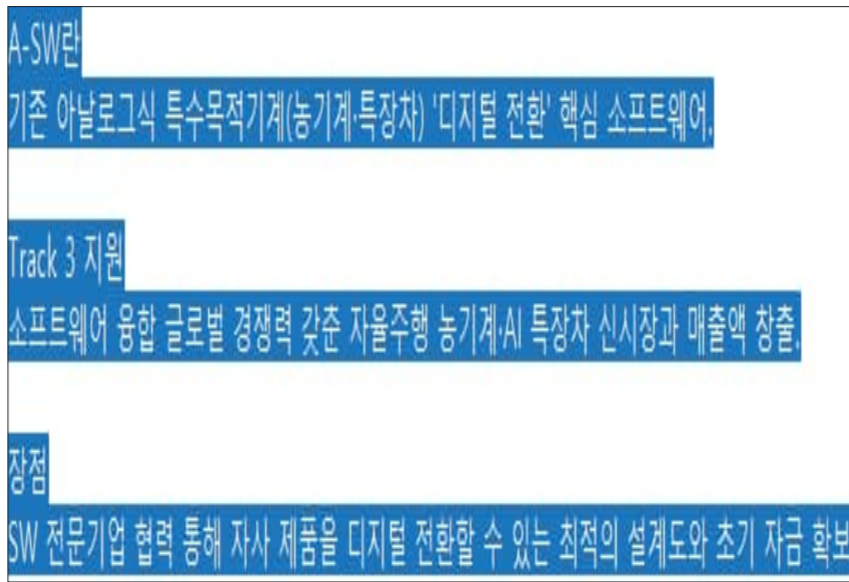 A-SW란
기존 아날로그식 특수목적기계(농기계·특장차) '디지털 전환' 핵심 소프트웨어.
Track 3 지원
소프트웨어 융합 글로벌 경쟁력 갖춘 자율주행 농기계·AI 특장차 신시장과 매출액 창출.
장점
SW 전문기업 협력 통해 자사 제품을 디지털 전환할 수 있는 최적의 설계도와 초기 자금 확보